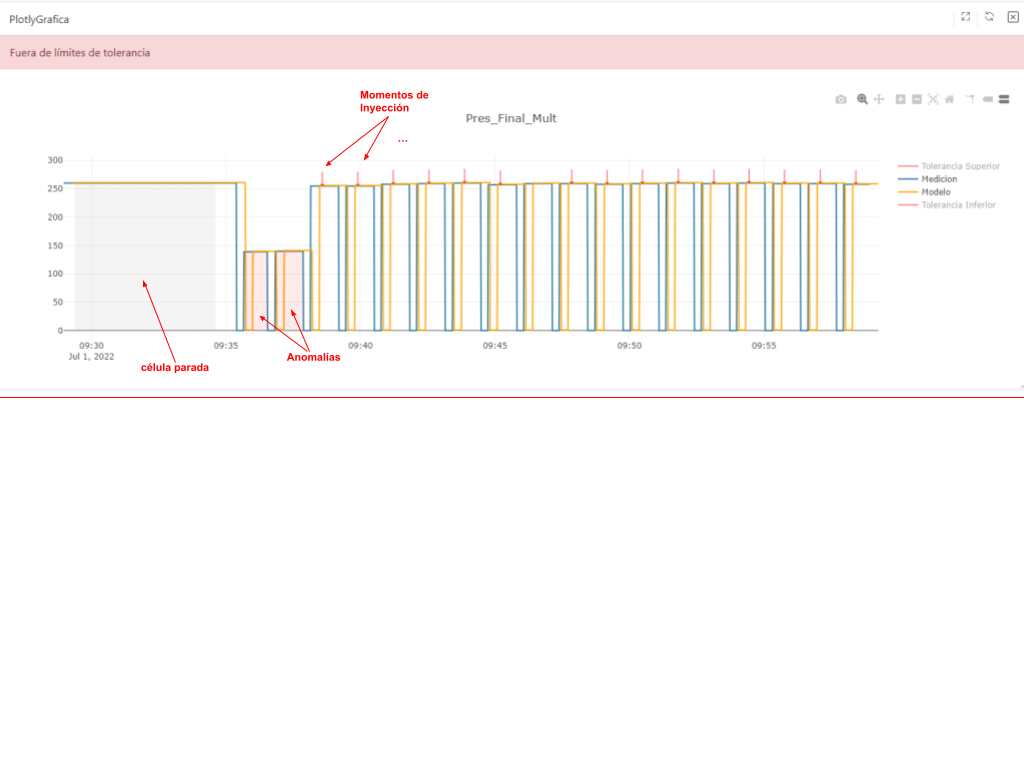 PlotlyGrafica
Fuera de límites de tolerancia
Momentos de
Inyección
...
Pres_Final_Mult
300
250
200
150
100
50
0
Tolerancia Superior
Medicion
Modelo
Tolerancia Inferior
09:30
09:35
09:40
09:45
09:50
09:55
Jul 1, 2022
Anomalías
célula parada